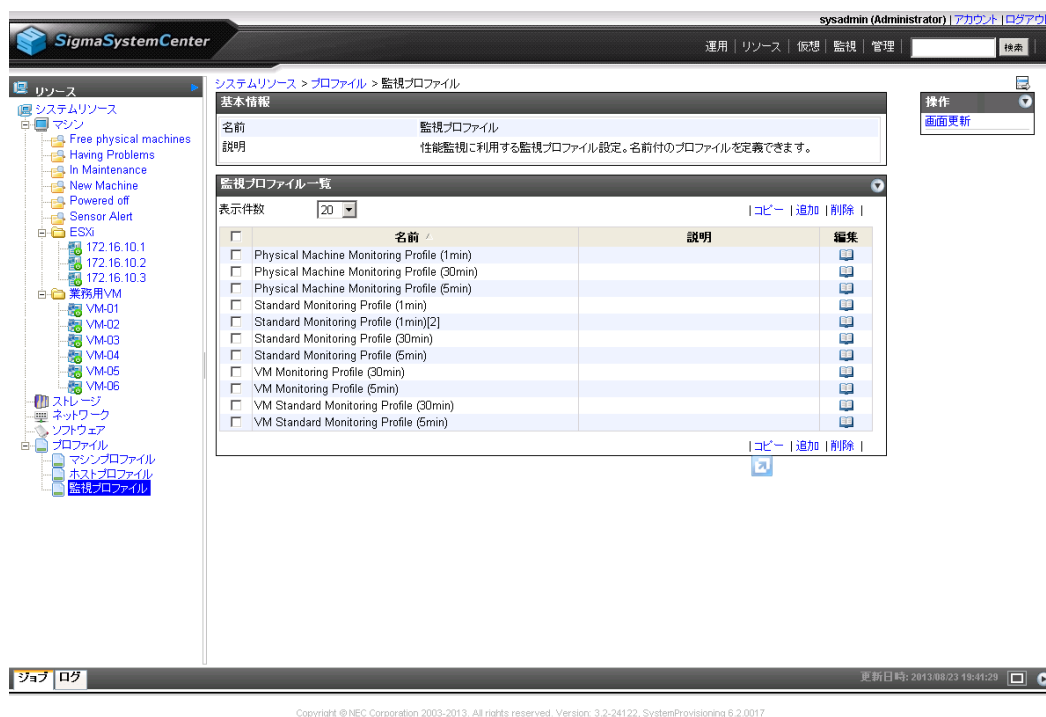 sysadmin (Administrator) | アカウント | ログアウ
SigmaSystemCenter
運用 | リソース | 仮想 | 監視 | 管理 | 検索 |
リソース
システムリソース
マシン
Free physical machines
Having Problems
In Maintenance
New Machine
Powered off
Sensor Alert
ESXi
172.16.10.1
172.16.10.2
172.16.10.3
業務用VM
VM-01
VM-02
VM-03
VM-04
VM-05
VM-06
ストレージ
ネットワーク
ソフトウェア
プロファイル
マシンプロファイル
ホストプロファイル
監視プロファイル
システムリソース > プロファイル > 監視プロファイル
基本情報
名前 監視プロファイル
説明 性能監視に利用する監視プロファイル設定。名前付のプロファイルを定義できます。
監視プロファイル一覧
表示件数 20 | コピー | 追加 | 削除 |
名前 説明 編集
Physical Machine Monitoring Profile (1min)
Physical Machine Monitoring Profile (30min)
Physical Machine Monitoring Profile (5min)
Standard Monitoring Profile (1min)
Standard Monitoring Profile (1min)[2]
Standard Monitoring Profile (30min)
Standard Monitoring Profile (5min)
VM Monitoring Profile (30min)
VM Monitoring Profile (5min)
VM Standard Monitoring Profile (30min)
VM Standard Monitoring Profile (5min)
| コピー | 追加 | 削除 |
操作
画面更新
ジョブ ログ
更新日時: 2013/08/23 19:41:29
Copyright © NEC Corporation 2003-2013. All rights reserved. Version: 3.2-24122, SystemProvisioning 6.2.0017